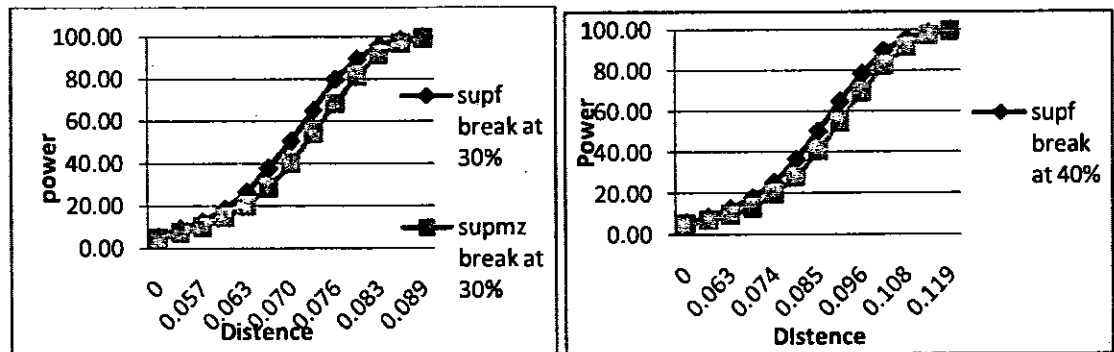 100.00
80.00
60.00
40.00
20.00
0.00
power
0
0.057
0.063
0.070
0.076
0.083
0.089
Distence
supf
break at
30%
supmz
break at
30%
100.00
80.00
60.00
40.00
20.00
0.00
Power
0
0.063
0.074
0.085
0.096
0.108
0.119
Distence
supf
break
at 40%